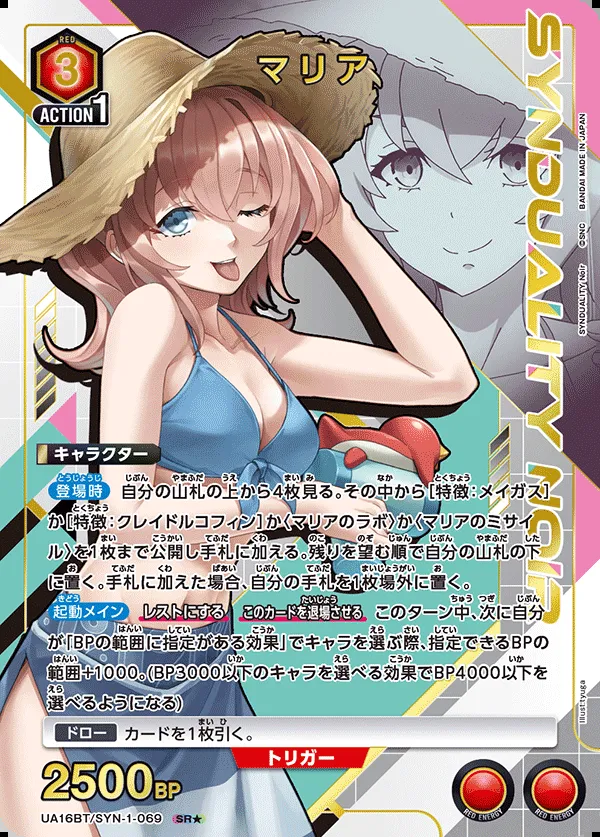 RED
3
ACTION 1
マリア
SYNDUALITY Noir
SYNDUALITY Noir ©SNC BANDAI MADE IN JAPAN
キャラクター
登場時 自分の山札の上から4枚見る。その中から[特徴:メイガス]
か[特徴:クレイドルコフィン]か〈マリアのラボ〉か〈マリアのミサイ
ル〉を1枚まで公開し手札に加える。残りを望む順で自分の山札の下
に置く。手札に加えた場合、自分の手札を1枚場外に置く。
起動メイン レストにする このカードを退場させる このターン中、次に自分
が「BPの範囲に指定がある効果」でキャラを選ぶ際、指定できるBPの
範囲+1000。(BP3000以下のキャラを選べる効果でBP4000以下を
選べるようになる)
Illust:tyuga
ドロー カードを1枚引く。
トリガー
2500BP
RED ENERGY RED ENERGY
UA16BT/SYN-1-069 SR★